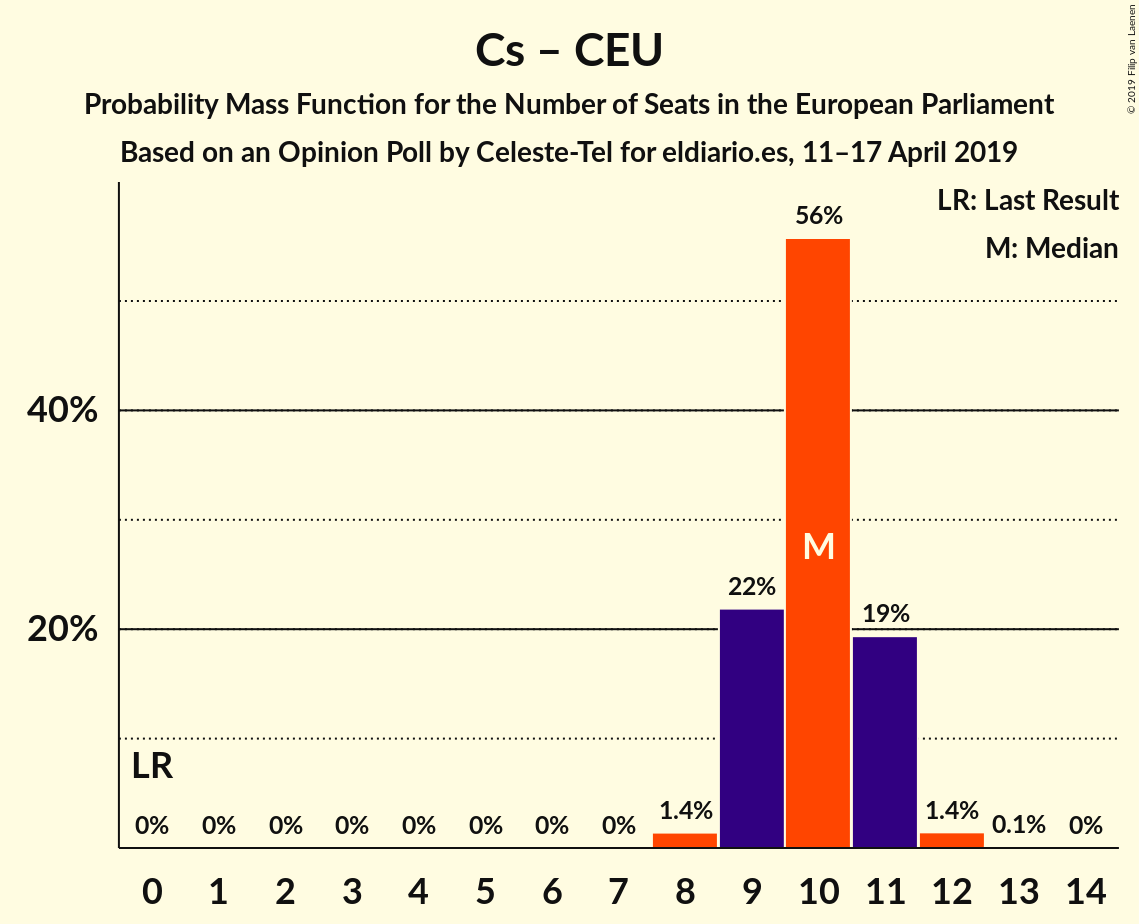 Cs – CEU
Probability Mass Function for the Number of Seats in the European Parliament
Based on an Opinion Poll by Celeste-Tel for eldiario.es, 11–17 April 2019
© 2019 Filip van Laenen
LR: Last Result
M: Median
56%
40%
M
22%
19%
20%
LR
0% 0% 0% 0% 0% 0% 0% 0% 1.4% 1.4% 0.1% 0%
0 1 2 3 4 5 6 7 8 9 10 11 12 13 14